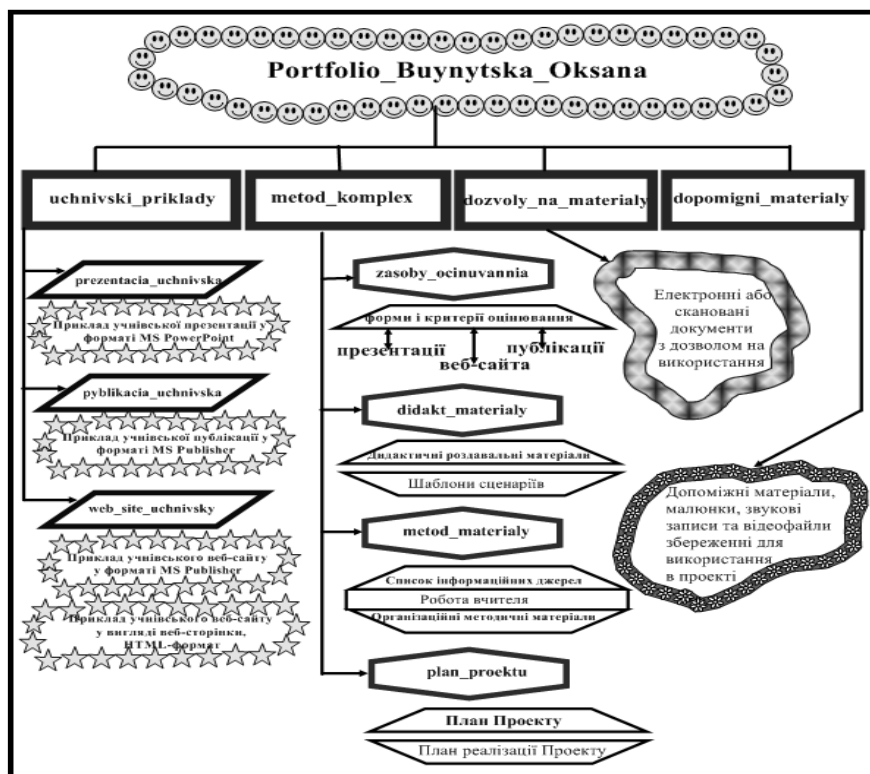 Portfolio_Buynytska_Oksana
uchnivski_priklady
metod_komplex
dozvoly_na_materialy
dopomigni_materialy
prezentacia_uchnivska
Приклад учнівської презентації у
форматі MS PowerPoint
pyblikacia_uchnivska
Приклад учнівської публікації у
форматі MS Publisher
web_site_uchnivsky
Приклад учнівського веб-сайту
у форматі MS Publisher
Приклад учнівського веб-сайту
у вигляді веб-сторінки,
HTML-формат
zasoby_ocinuvannia
форми і критерії оцінювання
презентації
веб-сайта
публікації
didakt_materialy
Дидактичні роздавальні матеріали
Шаблони сценаріїв
metod_materialy
Список інформаційних джерел
Робота вчителя
Організаційні методичні матеріали
plan_proektu
План Проекту
План реалізації Проекту
Електронні або
скановані
документи
з дозволом на
використання
Допоміжні матеріали,
малюнки, звукові
записи та відеофайли
збереженні для
використання
в проекті